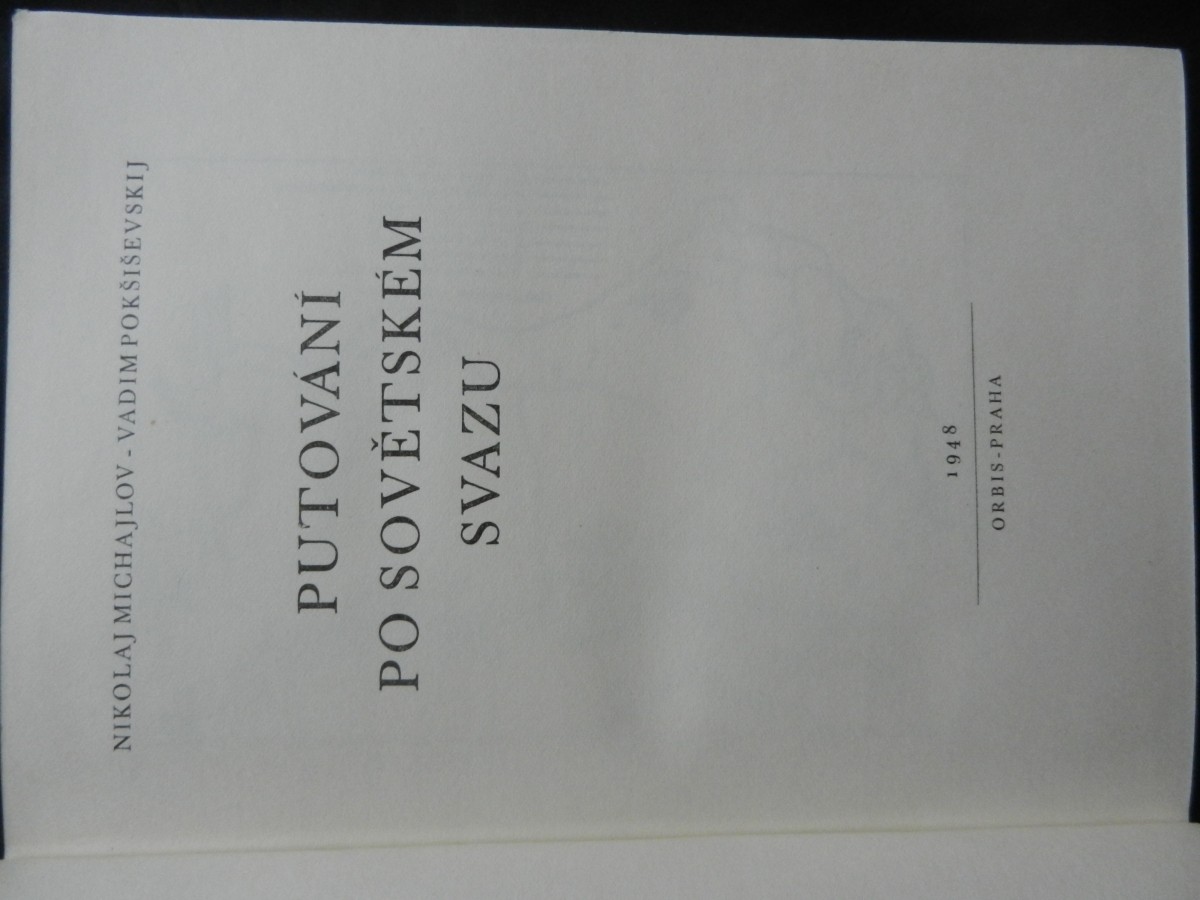 NIKOLAJ MICHAJLOV - VADIM POKŠIŠEVSKIJ
PUTOVÁNÍ
PO SOVĚTSKÉM
SVAZU
1948
ORBIS-PRAHA